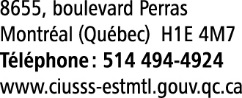 8655, boulevard Perras
Montréal (Québec)  H1E 4M7
Téléphone : 514 494-4924
www.ciusss-estmtl.gouv.qc.ca